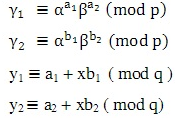 γ₁ ≡ α^a₁β^a₂ (mod p)
γ₂ ≡ α^b₁β^b₂ (mod p)
y₁ ≡ a₁ + xb₁ ( mod q )
y₂ ≡ a₂ + xb₂ ( mod q)